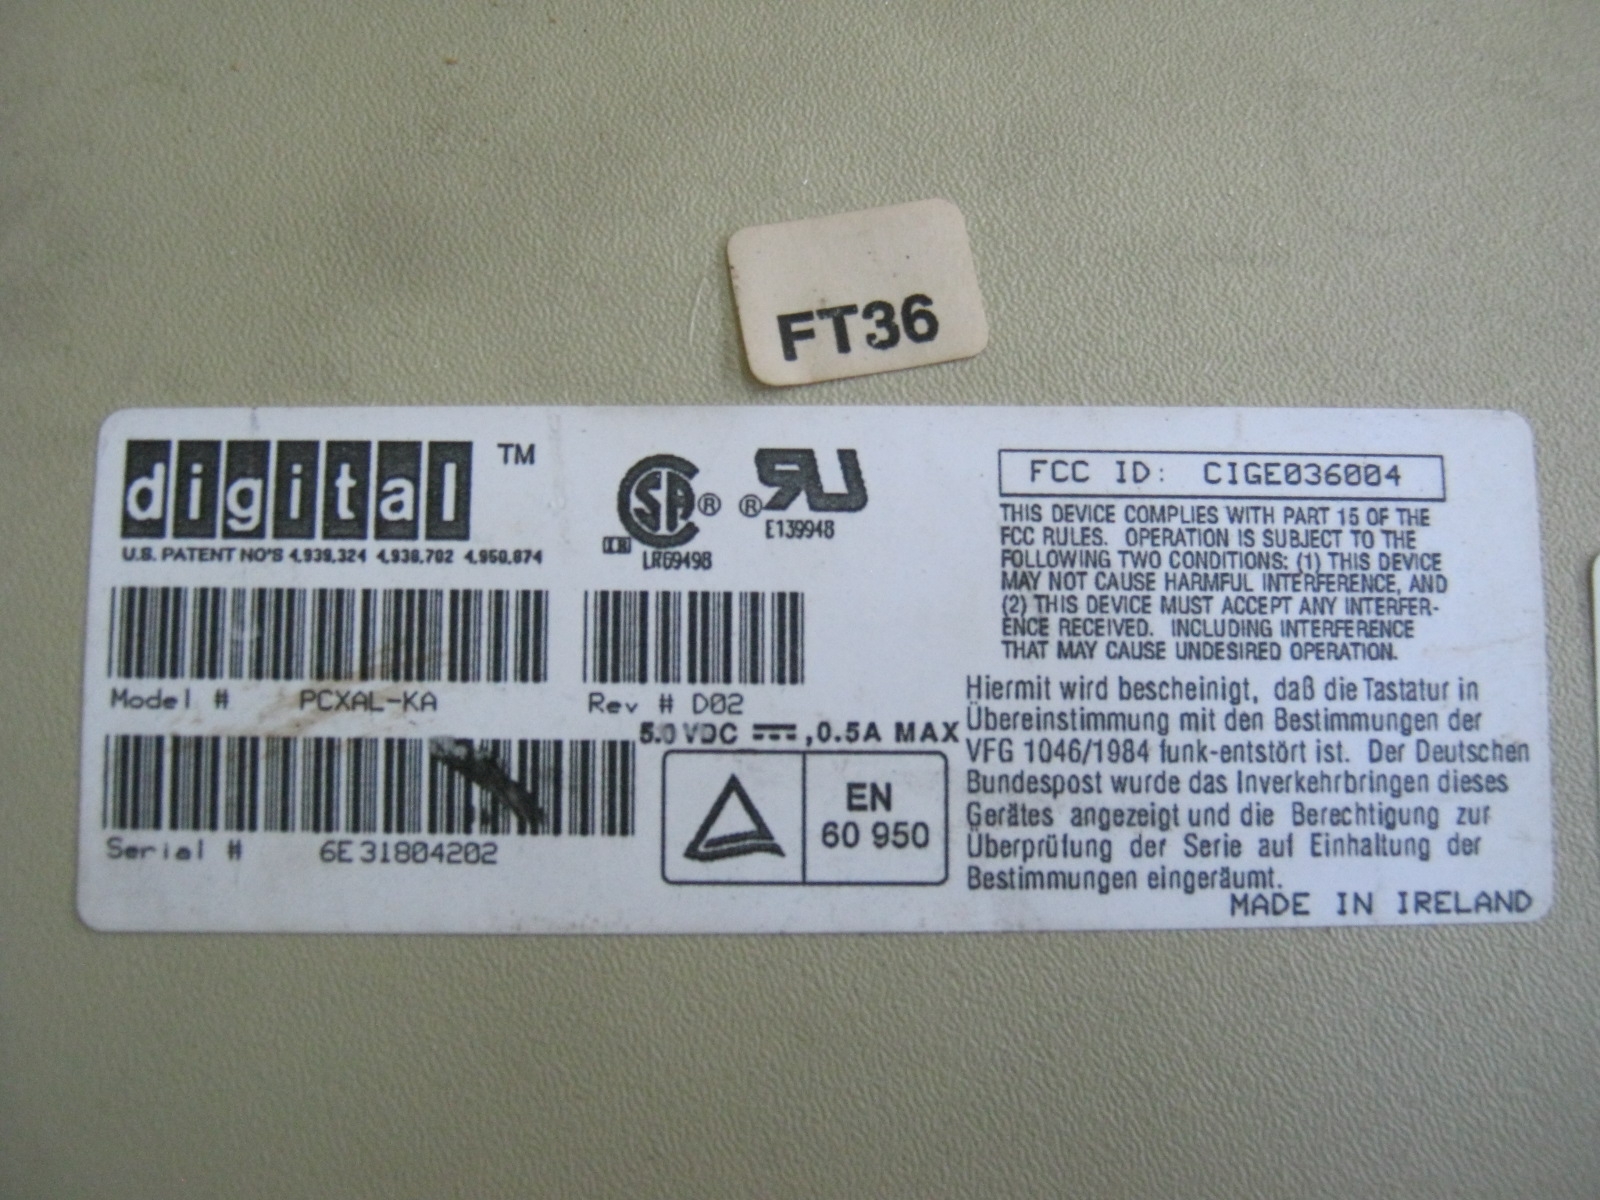 FT36
digital™
U.S. PATENT NO'S 4,939,324 4,938,702 4,950,874
SA®
LR69498
®RU
E139948
Model # PCXAL-KA
Rev # D02
5.0 VDC ⎓,0.5A MAX
Serial # 6E31804202
EN
60 950
FCC ID: CIGE036004
THIS DEVICE COMPLIES WITH PART 15 OF THE
FCC RULES. OPERATION IS SUBJECT TO THE
FOLLOWING TWO CONDITIONS: (1) THIS DEVICE
MAY NOT CAUSE HARMFUL INTERFERENCE, AND
(2) THIS DEVICE MUST ACCEPT ANY INTERFER-
ENCE RECEIVED. INCLUDING INTERFERENCE
THAT MAY CAUSE UNDESIRED OPERATION.
Hiermit wird bescheinigt, daß die Tastatur in
Übereinstimmung mit den Bestimmungen der
VFG 1046/1984 funk-entstört ist. Der Deutschen
Bundespost wurde das Inverkehrbringen dieses
Gerätes angezeigt und die Berechtigung zur
Überprüfung der Serie auf Einhaltung der
Bestimmungen eingeräumt.
MADE IN IRELAND